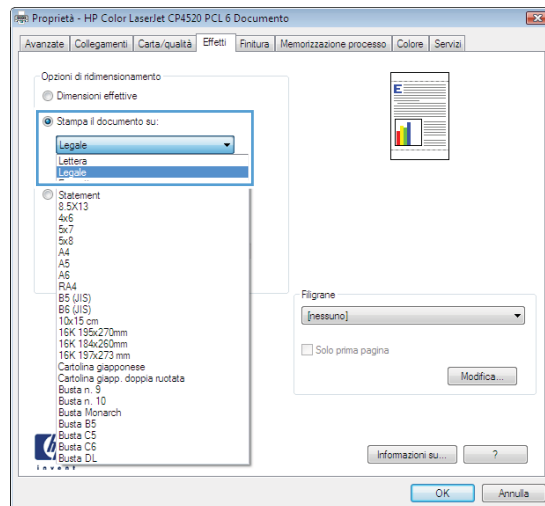 Proprietà - HP Color LaserJet CP4520 PCL 6 Documento
Avanzate Collegamenti Carta/qualità Effetti Finitura Memorizzazione processo Colore Servizi
Opzioni di ridimensionamento
Dimensioni effettive
Stampa il documento su:
Legale
Lettera
Legale
Statement
8.5X13
4x6
5x7
5x8
A4
A5
A6
RA4
B5 (JIS)
B6 (JIS)
10x15 cm
16K 195x270mm
16K 184x260mm
16K 197x273 mm
Cartolina giapponese
Cartolina giapp. doppia ruotata
Busta n. 9
Busta n. 10
Busta Monarch
Busta B5
Busta C5
Busta C6
Busta DL
E
Filigrane
[nessuno]
Solo prima pagina
Modifica...
invent
Informazioni su... ?
OK Annulla